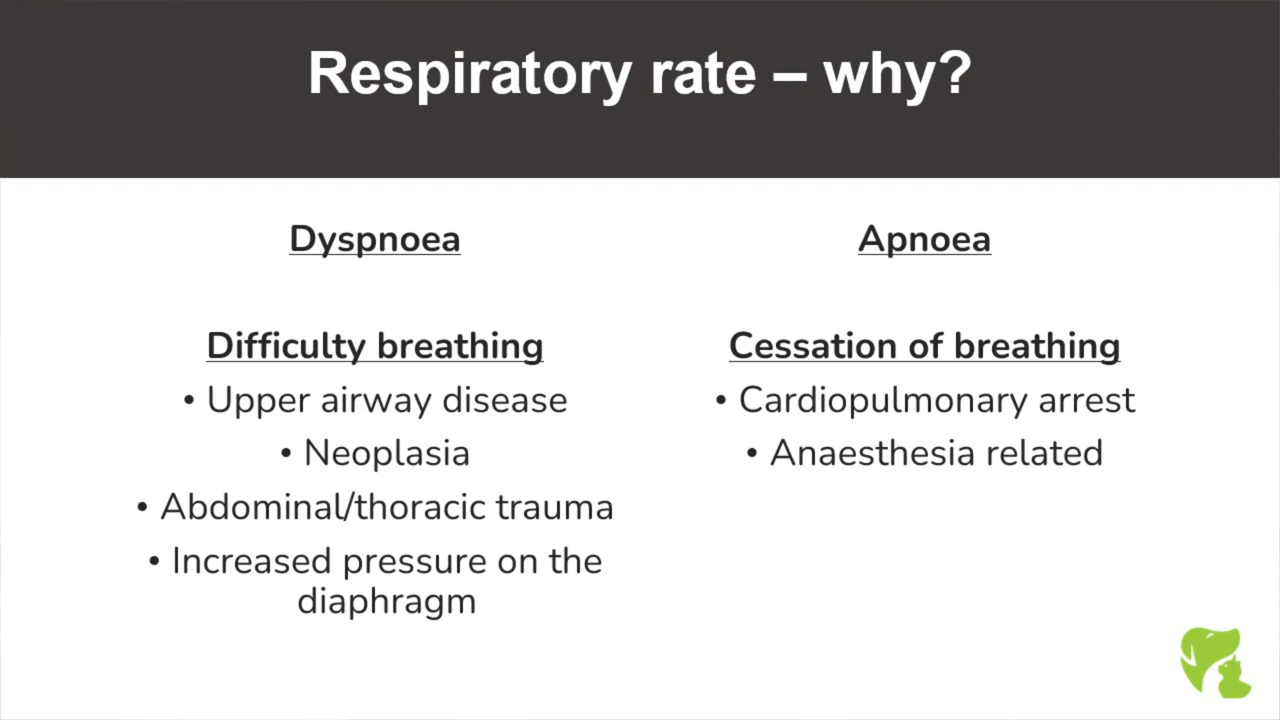 Respiratory rate – why?
Dyspnoea
Difficulty breathing
• Upper airway disease
• Neoplasia
• Abdominal/thoracic trauma
• Increased pressure on the
diaphragm
Apnoea
Cessation of breathing
• Cardiopulmonary arrest
• Anaesthesia related